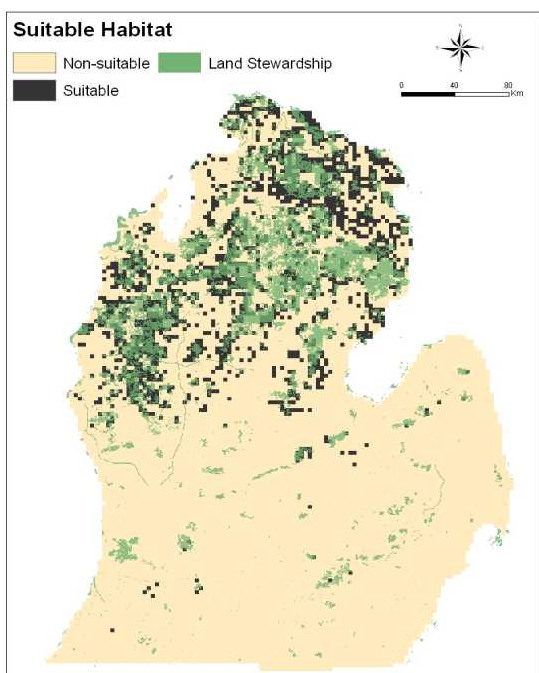 Suitable Habitat
Non-suitable
Land Stewardship
Suitable
0 40 80
Km